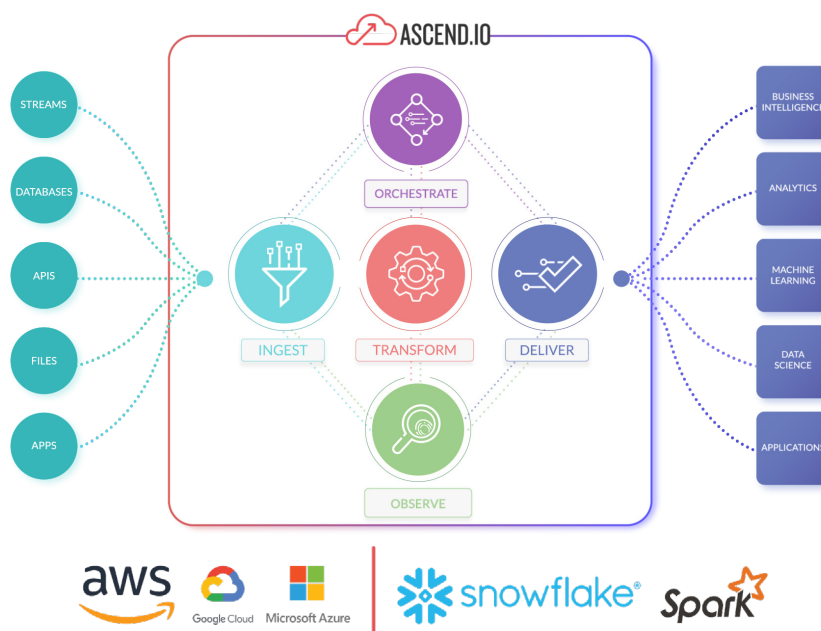 ASCEND.IO
STREAMS
DATABASES
APIS
FILES
APPS
ORCHESTRATE
INGEST
TRANSFORM
DELIVER
OBSERVE
BUSINESS
INTELLIGENCE
ANALYTICS
MACHINE
LEARNING
DATA
SCIENCE
APPLICATIONS
aws
Google Cloud
Microsoft Azure
snowflake®
Spark